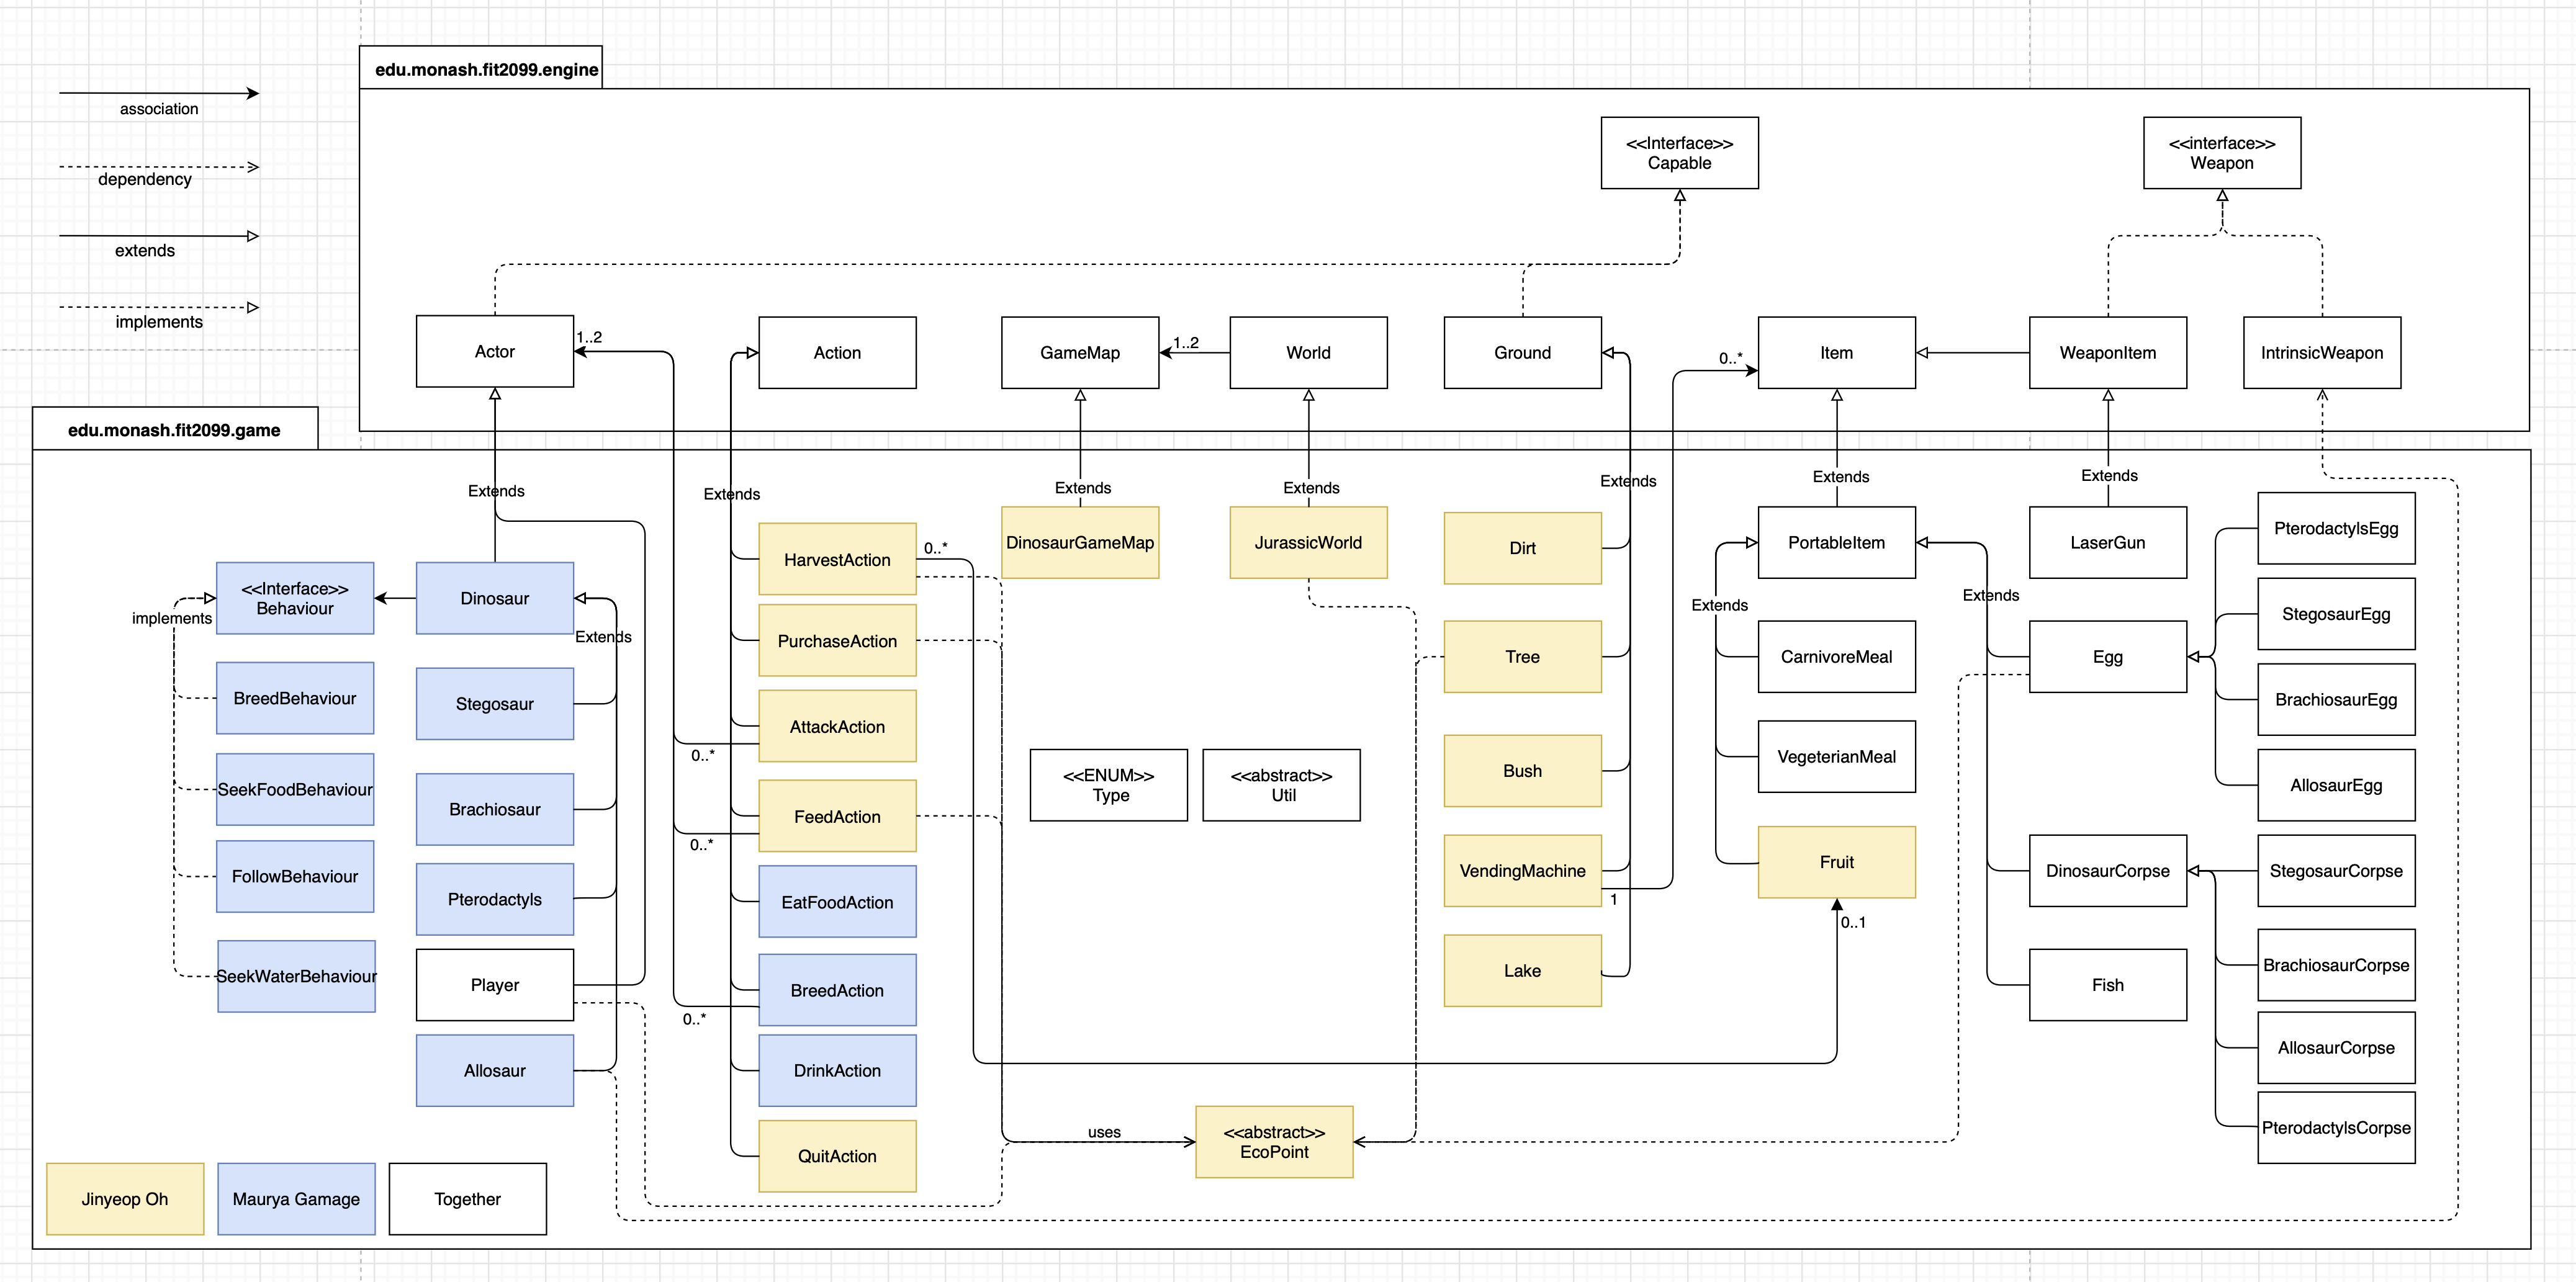 edu.monash.fit2099.engine
association
dependency
extends
implements
<<Interface>>
Capable
<<interface>>
Weapon
Actor
1..2
Action
GameMap
1..2
World
Ground
0..*
Item
WeaponItem
IntrinsicWeapon
edu.monash.fit2099.game
Extends
Extends
Extends
Extends
Extends
Extends
Extends
<<Interface>>
Behaviour
implements
Dinosaur
Extends
BreedBehaviour
SeekFoodBehaviour
FollowBehaviour
SeekWaterBehaviour
Stegosaur
Brachiosaur
Pterodactyls
Player
Allosaur
HarvestAction
0..*
PurchaseAction
AttackAction
0..*
FeedAction
0..*
EatFoodAction
BreedAction
0..*
DrinkAction
QuitAction
DinosaurGameMap
JurassicWorld
<<ENUM>>
Type
<<abstract>>
Util
uses
<<abstract>>
EcoPoint
Dirt
Tree
Bush
VendingMachine
1
Lake
PortableItem
Extends
CarnivoreMeal
VegeterianMeal
Fruit
0..1
LaserGun
Extends
Egg
DinosaurCorpse
Fish
PterodactylsEgg
StegosaurEgg
BrachiosaurEgg
AllosaurEgg
StegosaurCorpse
BrachiosaurCorpse
AllosaurCorpse
PterodactylsCorpse
Jinyeop Oh
Maurya Gamage
Together